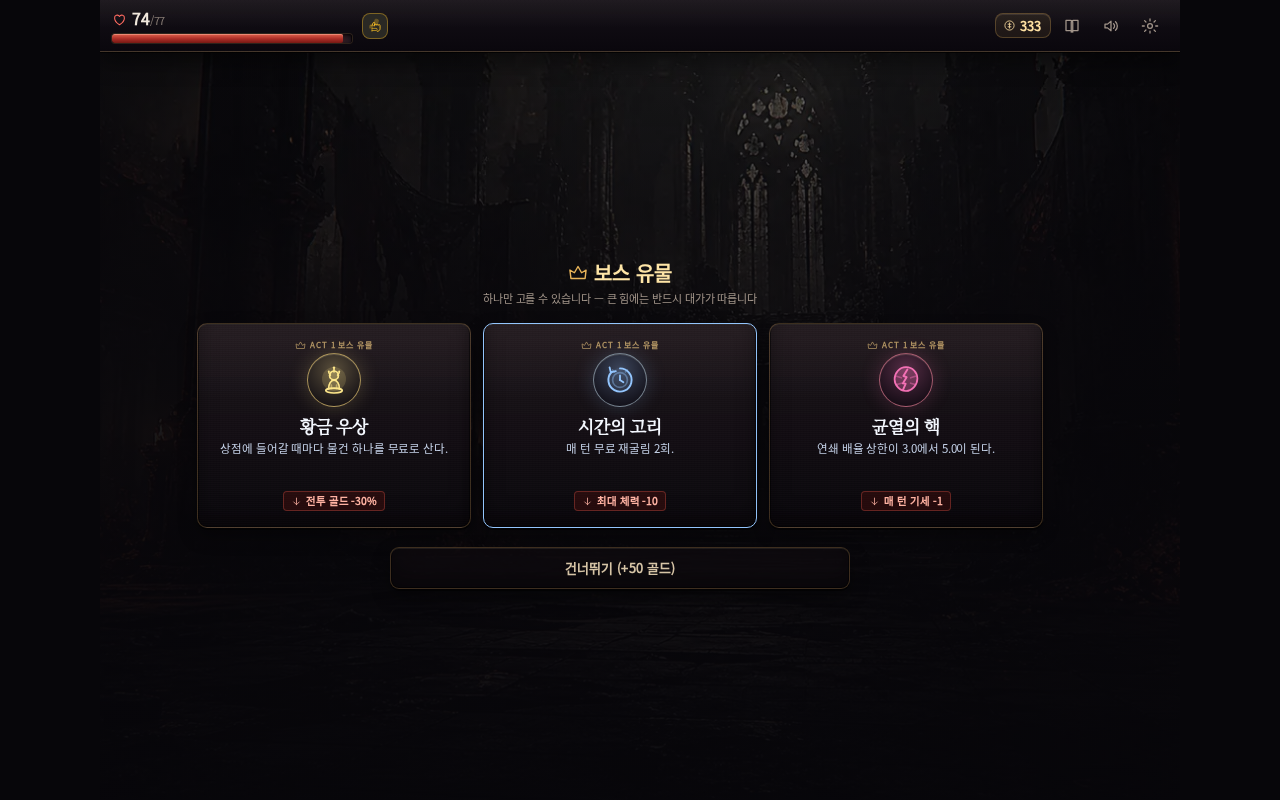 74/77
333
보스 유물
하나만 고를 수 있습니다 — 큰 힘에는 반드시 대가가 따릅니다
ACT 1 보스 유물
황금 우상
상점에 들어갈 때마다 물건 하나를 무료로 산다.
↓ 전투 골드 -30%
ACT 1 보스 유물
시간의 고리
매 턴 무료 재굴림 2회.
↓ 최대 체력 -10
ACT 1 보스 유물
균열의 핵
연쇄 배율 상한이 3.0에서 5.0이 된다.
↓ 매 턴 기세 -1
건너뛰기 (+50 골드)